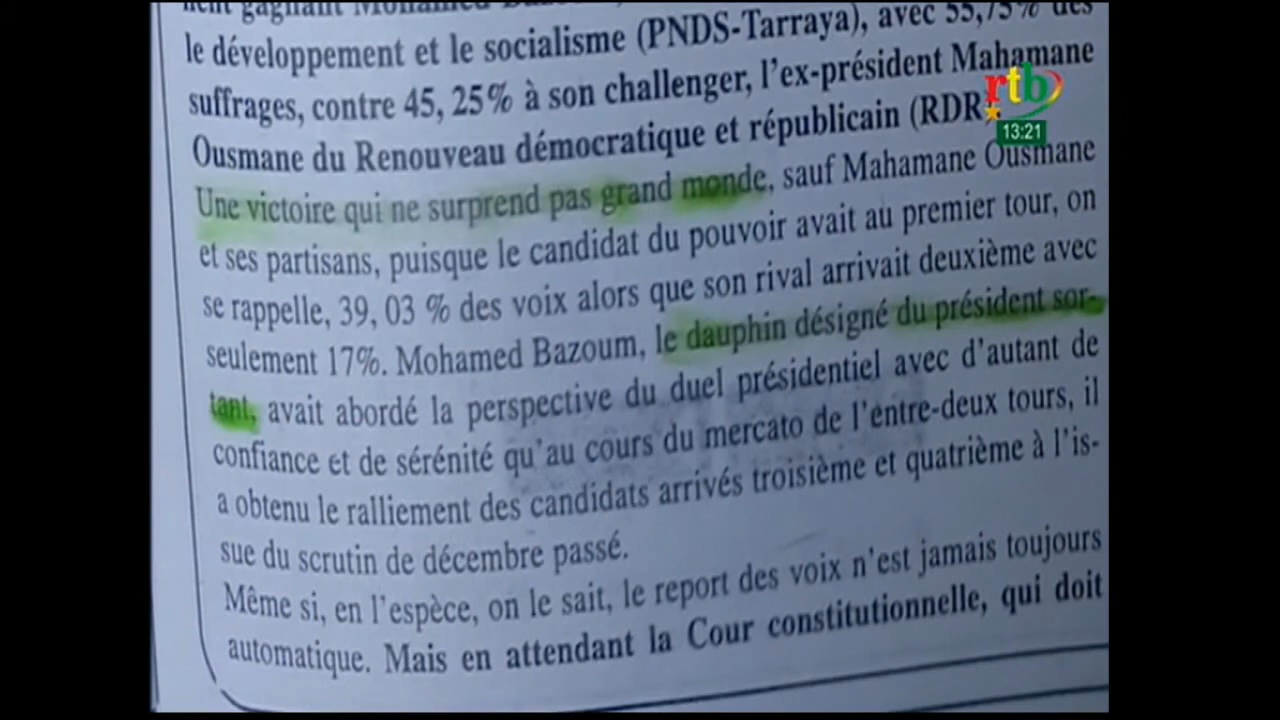 gagnant Mohamed
le développement et le socialisme (PNDS-Tarraya), avec 55,75% des
suffrages, contre 45, 25% à son challenger, l'ex-président Mahamane
Ousmane du Renouveau démocratique et républicain (RDR).
Une victoire qui ne surprend pas grand monde, sauf Mahamane Ousmane
et ses partisans, puisque le candidat du pouvoir avait au premier tour, on
se rappelle, 39, 03 % des voix alors que son rival arrivait deuxième avec
seulement 17%. Mohamed Bazoum, le dauphin désigné du président sor-
tant, avait abordé la perspective du duel présidentiel avec d'autant de
confiance et de sérénité qu'au cours du mercato de l'entre-deux tours, il
a obtenu le ralliement des candidats arrivés troisième et quatrième à l'is-
sue du scrutin de décembre passé.
Même si, en l'espèce, on le sait, le report des voix n'est jamais toujours
automatique. Mais en attendant la Cour constitutionnelle, qui doit
rtb
13:21